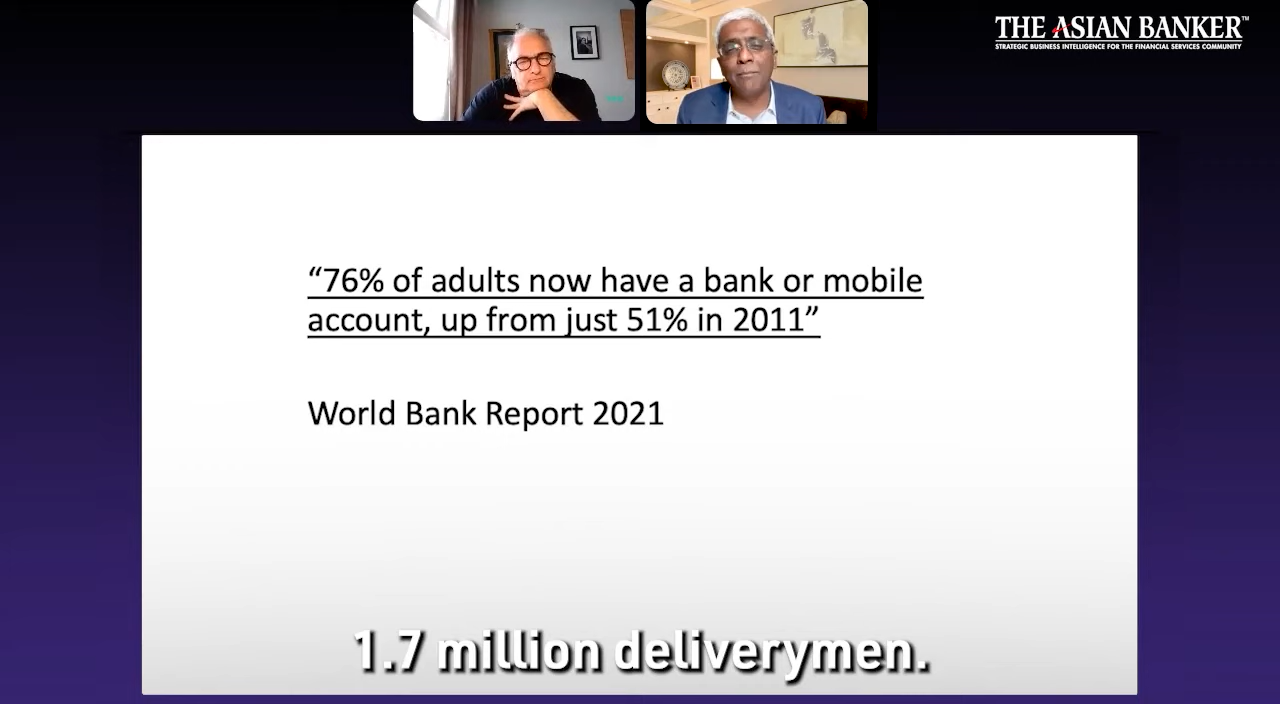 THE ASIAN BANKER™
STRATEGIC BUSINESS INTELLIGENCE FOR THE FINANCIAL SERVICES COMMUNITY
“76% of adults now have a bank or mobile
account, up from just 51% in 2011”
World Bank Report 2021
1.7 million deliverymen.